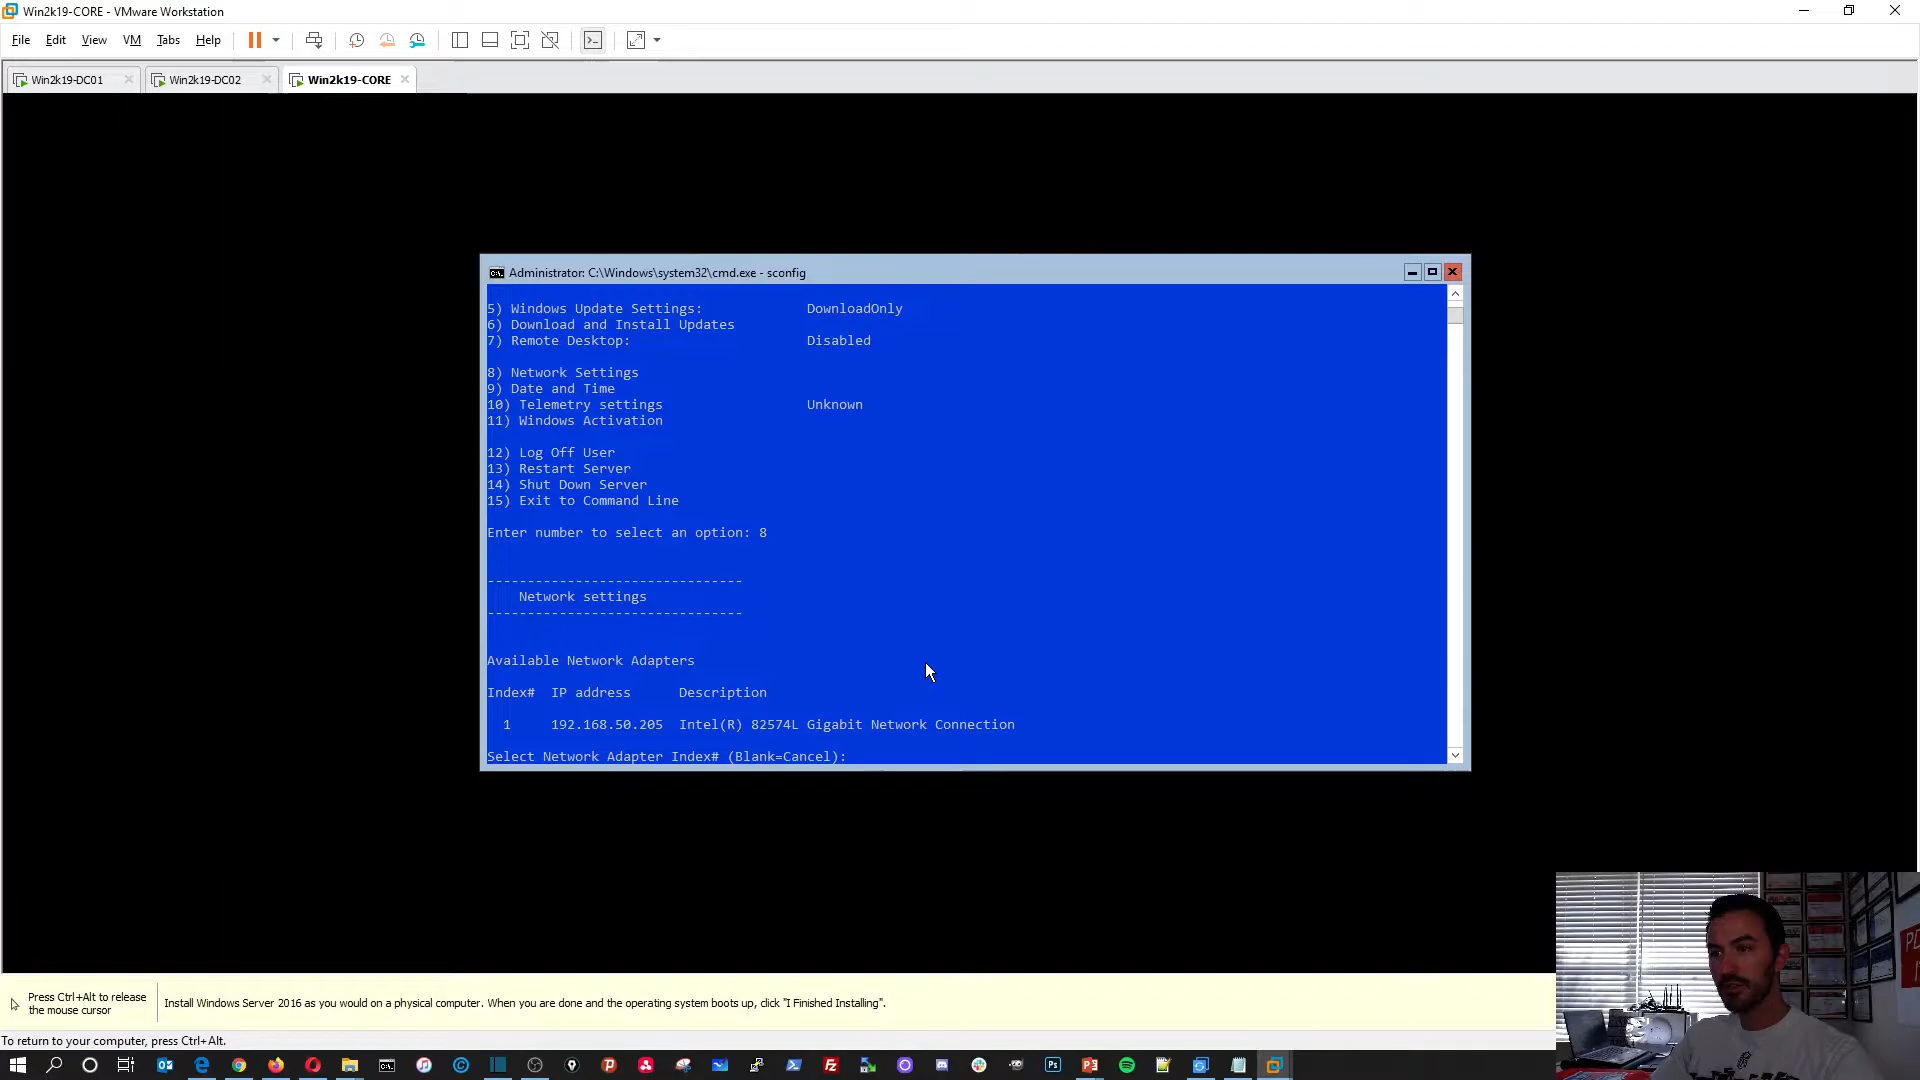 Win2k19-CORE - VMware Workstation
File Edit View VM Tabs Help
Win2k19-DC01 Win2k19-DC02 Win2k19-CORE
Administrator: C:\Windows\system32\cmd.exe - sconfig
5) Windows Update Settings: DownloadOnly
6) Download and Install Updates
7) Remote Desktop: Disabled
8) Network Settings
9) Date and Time
10) Telemetry settings Unknown
11) Windows Activation
12) Log Off User
13) Restart Server
14) Shut Down Server
15) Exit to Command Line
Enter number to select an option: 8
--------------------------------
Network settings
--------------------------------
Available Network Adapters
Index# IP address Description
1 192.168.50.205 Intel(R) 82574L Gigabit Network Connection
Select Network Adapter Index# (Blank=Cancel):
Press Ctrl+Alt to release
the mouse cursor
Install Windows Server 2016 as you would on a physical computer. When you are done and the operating system boots up, click "I Finished Installing".
To return to your computer, press Ctrl+Alt.